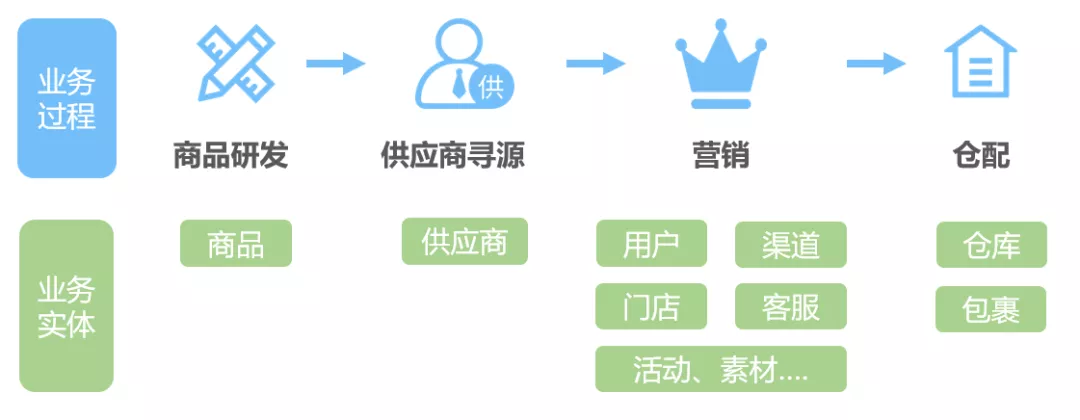 业务
过程
供
商品研发
供应商寻源
营销
仓配
业务
实体
商品
供应商
用户
渠道
仓库
门店
客服
包裹
活动、素材....